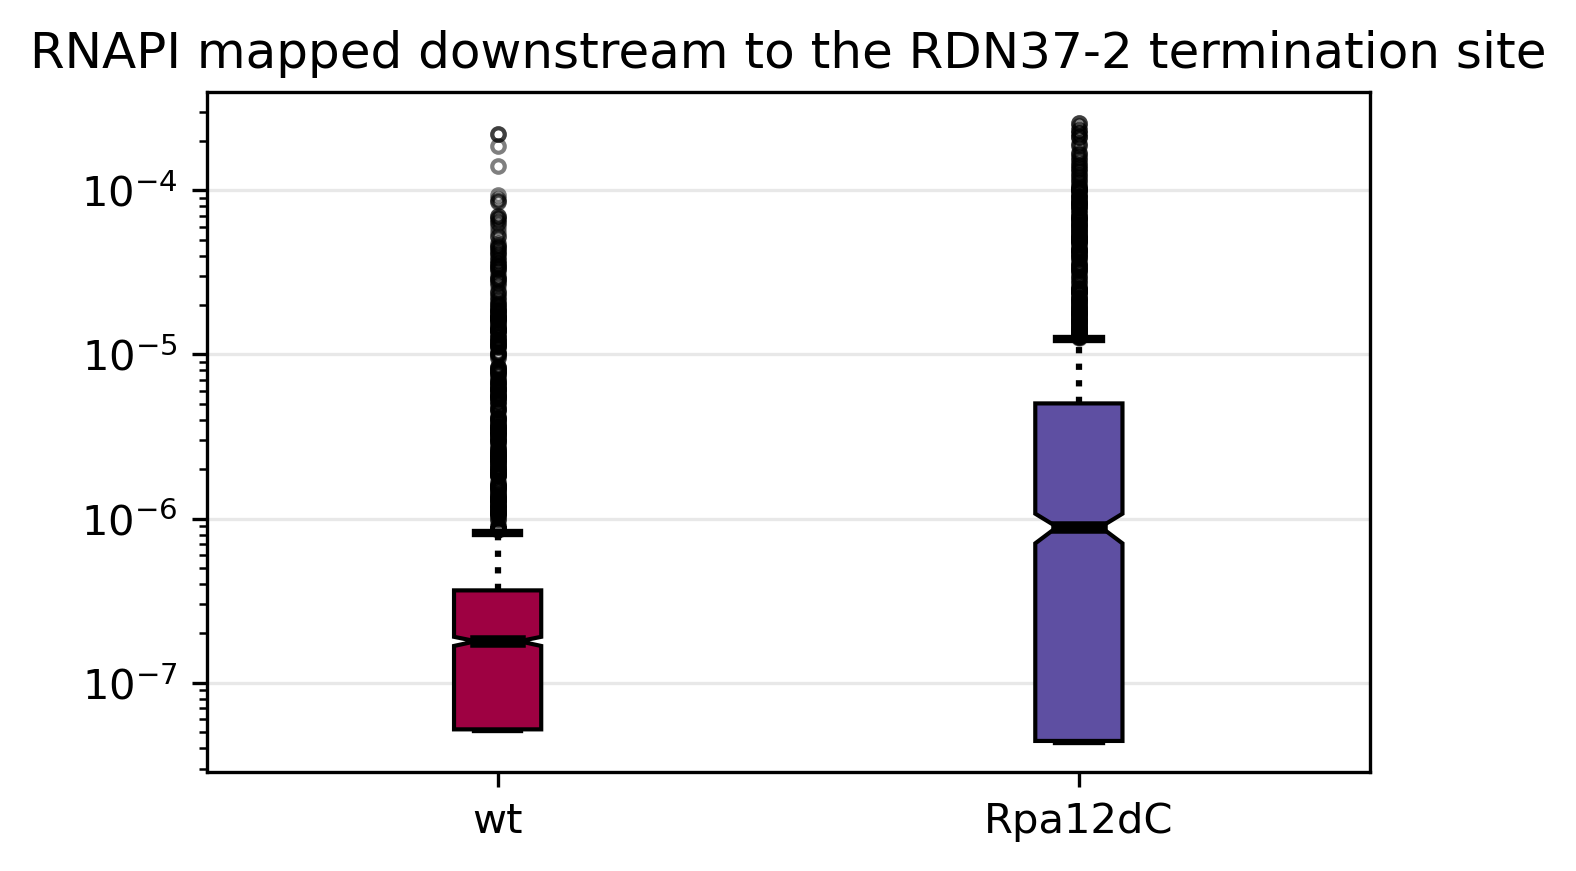 RNAPI mapped downstream to the RDN37-2 termination site
10⁻⁴
10⁻⁵
10⁻⁶
10⁻⁷
wt Rpa12dC